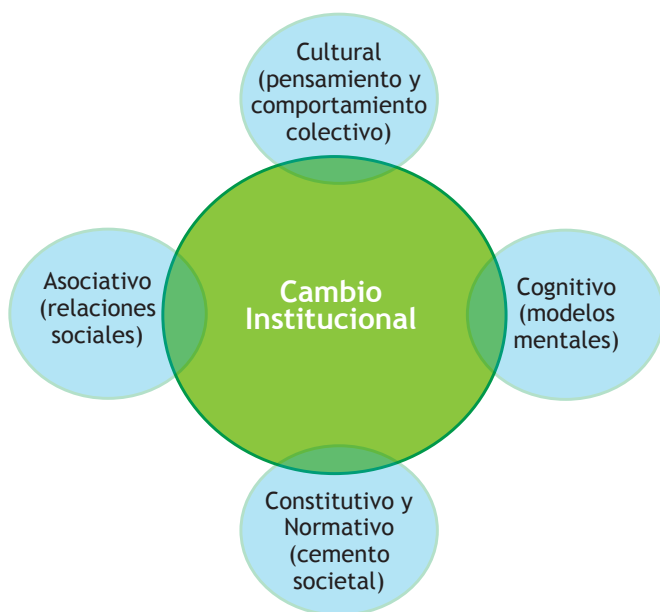 Cultural
(pensamiento y
comportamiento
colectivo)
Asociativo
(relaciones
sociales)
Cambio
Institucional
Cognitivo
(modelos
mentales)
Constitutivo y
Normativo
(cemento
societal)